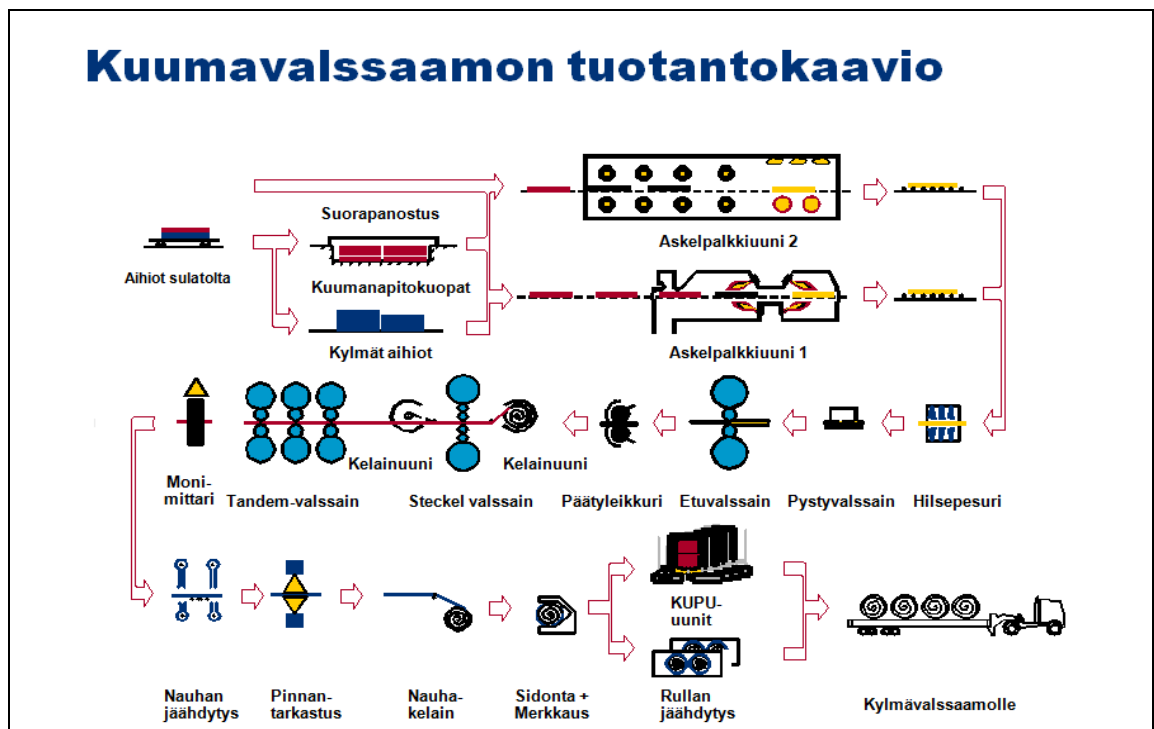 Kuumavalssaamon tuotantokaavio
Suorapanostus
Askelpalkkiuuni 2
Aihiot sulatolta
Kuumanapitokuopat
Kylmät aihiot
Askelpalkkiuuni 1
Moni-
mittari
Tandem-valssain
Kelainuuni
Steckel valssain
Kelainuuni
Päätyleikkuri
Etuvalssain
Pystyvalssain
Hilsepesuri
Nauhan
jäähdytys
Pinnan-
tarkastus
Nauha-
kelain
Sidonta +
Merkkaus
KUPU-
uunit
Rullan
jäähdytys
Kylmävalssaamolle